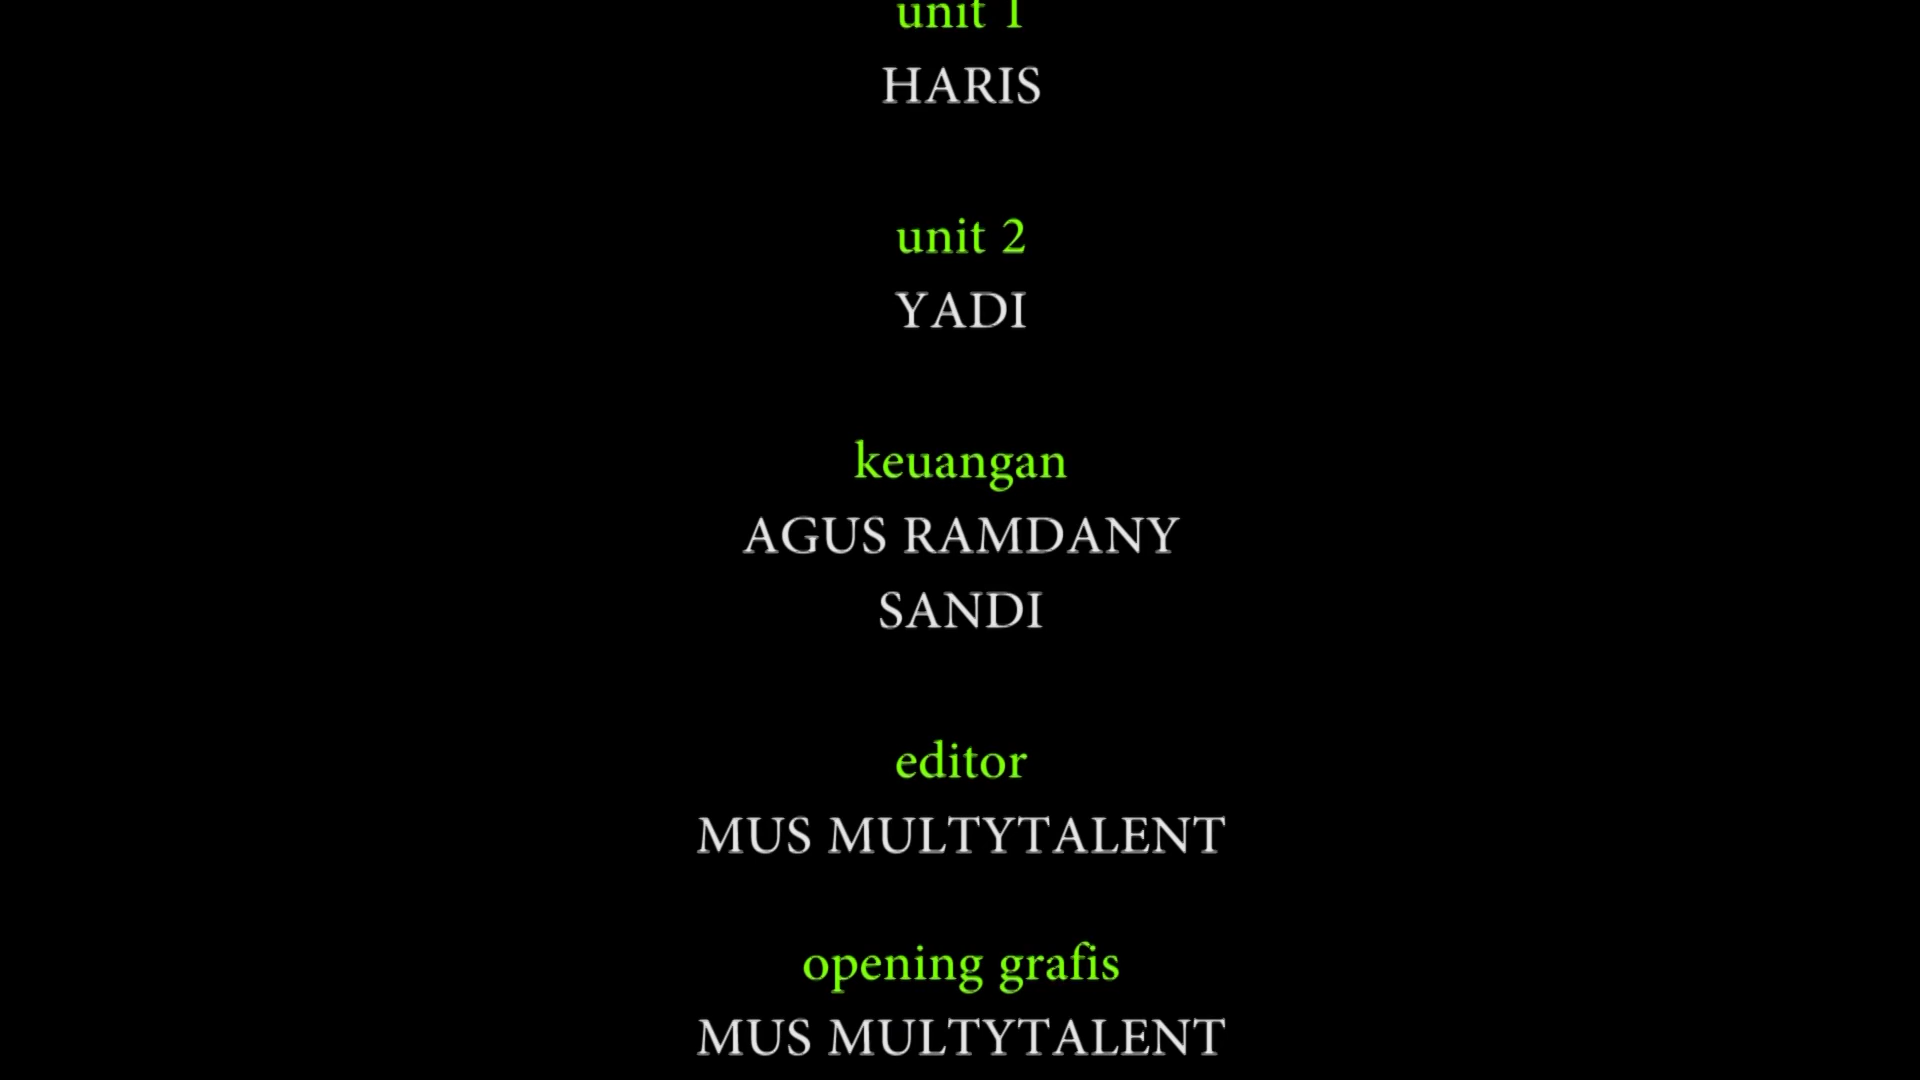 unit 1
HARIS
unit 2
YADI
keuangan
AGUS RAMDANY
SANDI
editor
MUS MULTYTALENT
opening grafis
MUS MULTYTALENT